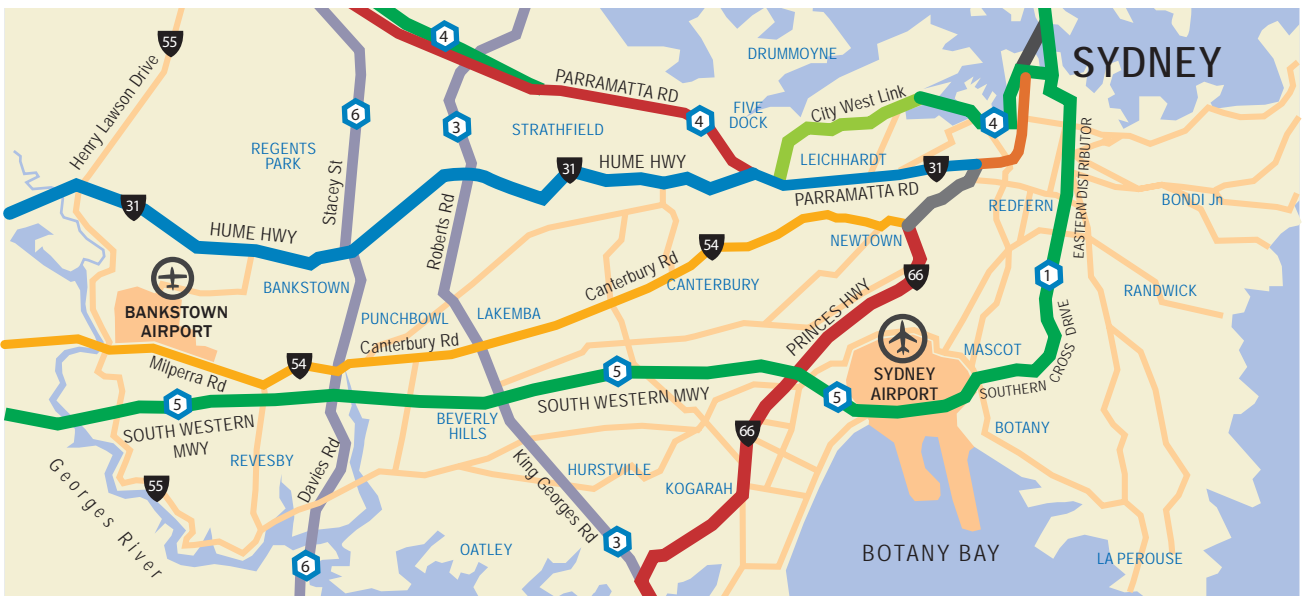 55
4
SYDNEY
DRUMMOYNE
Henry Lawson Drive
PARRAMATTA RD
City West Link
6
3
4
FIVE
DOCK
4
STRATHFIELD
REGENTS
PARK
HUME HWY
31
LEICHHARDT
31
EASTERN DISTRIBUTOR
Stacey St
PARRAMATTA RD
31
HUME HWY
Roberts Rd
REDFERN
BONDI Jn
NEWTOWN
54
Canterbury Rd
CANTERBURY
66
1
BANKSTOWN
RANDWICK
BANKSTOWN
AIRPORT
PUNCHBOWL
LAKEMBA
PRINCES HWY
Canterbury Rd
MASCOT
SOUTHERN CROSS DRIVE
54
Milperra Rd
5
SYDNEY
AIRPORT
5
5
SOUTH WESTERN MWY
SOUTH WESTERN
MWY
BEVERLY
HILLS
66
BOTANY
REVESBY
Davies Rd
King Georges Rd
HURSTVILLE
KOGARAH
55
Georges River
3
OATLEY
BOTANY BAY
LA PEROUSE
6